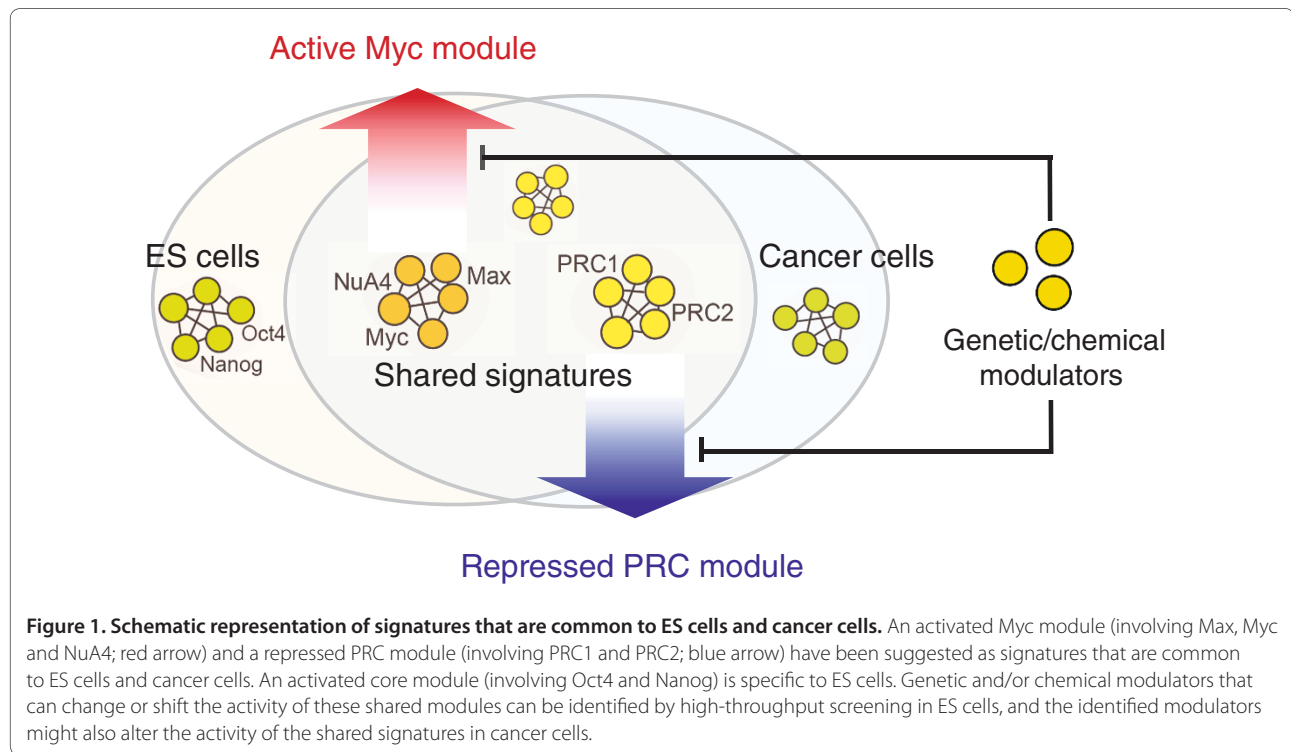 Active Myc module
ES cells
Cancer cells
NuA4
Max
Myc
PRC1
PRC2
Oct4
Nanog
Shared signatures
Genetic/chemical
modulators
Repressed PRC module
Figure 1. Schematic representation of signatures that are common to ES cells and cancer cells. An activated Myc module (involving Max, Myc
and NuA4; red arrow) and a repressed PRC module (involving PRC1 and PRC2; blue arrow) have been suggested as signatures that are common
to ES cells and cancer cells. An activated core module (involving Oct4 and Nanog) is specific to ES cells. Genetic and/or chemical modulators that
can change or shift the activity of these shared modules can be identified by high-throughput screening in ES cells, and the identified modulators
might also alter the activity of the shared signatures in cancer cells.